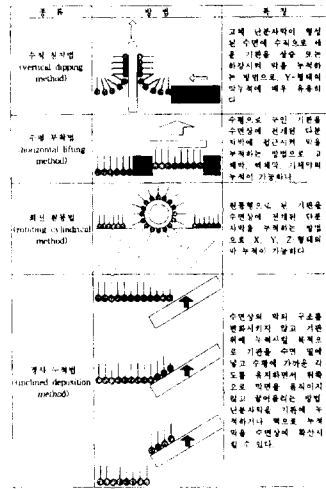 종 류
방 법
특 징
수직 침적법
(vertical dipping
method)
고체 단분자막이 형성
된 수면에 수직으로 세
운 기판을 상승 또는
하강시켜 막을 누적하
는 방법으로, Y-형태의
막누적에 매우 유용하
다
수평 부착법
(horizontal lifting
method)
수평으로 수인 기판을
수면상에 전개된 단분
자막에 접근시켜 막을
누적하는 방법으로 고
체막, 액체막, 기체막의
누적이 가능하다.
회전 원통법
(rotating cylindrical
method)
원통형으로 된 기판을
수면상에 전개된 단분
자막을 누적하는 방법
으로 X, Y, Z-형태의
막 누적이 가능하다
경사 누적법
(inclined deposition
method)
수면상의 막의 구조를
변화시키지 않고 기판
위에 누적시킬 목적으
로 기판을 수면 밑에
넣고 수평에 가까운 각
도를 유지하면서 위쪽
으로 막면을 움직이지
않고 끌어올리는 방법
단분자막을 기판에 누
적하거나 역으로 누적
막을 수면상에 확산시
킬 수 있다.